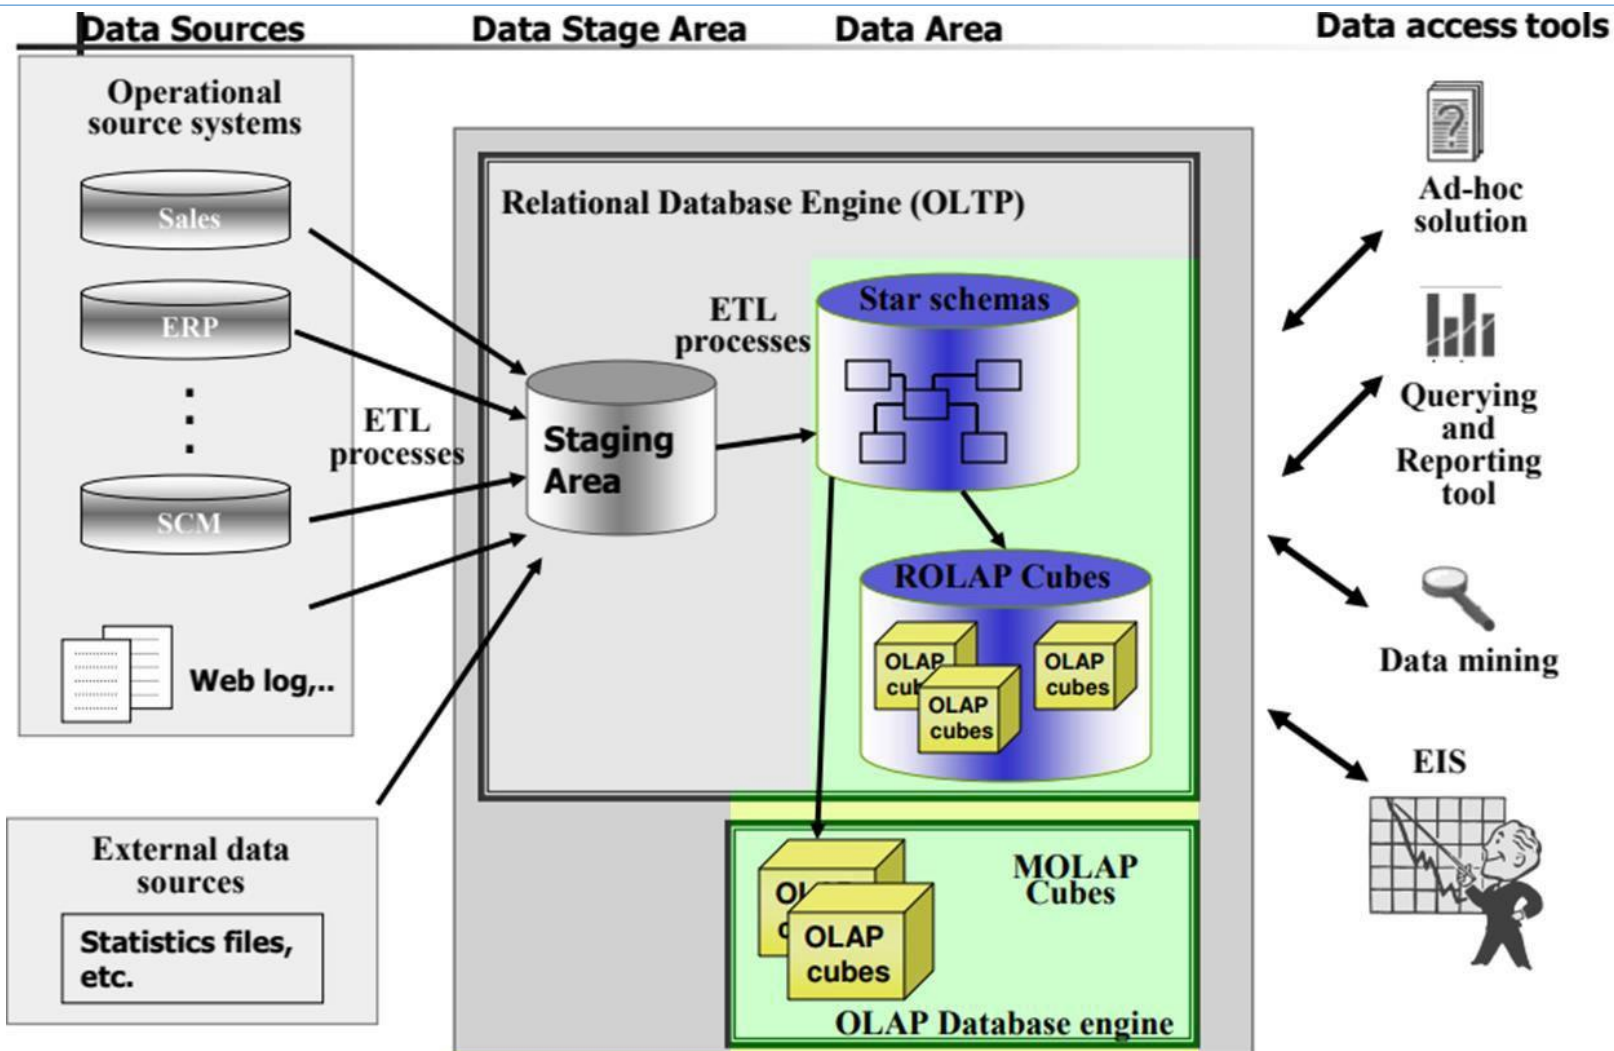 Data Sources
Data Stage Area
Data Area
Data access tools
Operational
source systems
Sales
ERP
SCM
Web log,..
External data
sources
Statistics files,
etc.
ETL
processes
Relational Database Engine (OLTP)
Staging
Area
ETL
processes
Star schemas
ROLAP Cubes
OLAP
cub
OLAP
cubes
OLAP
cubes
MOLAP
Cubes
OLAP
cubes
OLAP Database engine
Ad-hoc
solution
Querying
and
Reporting
tool
Data mining
EIS